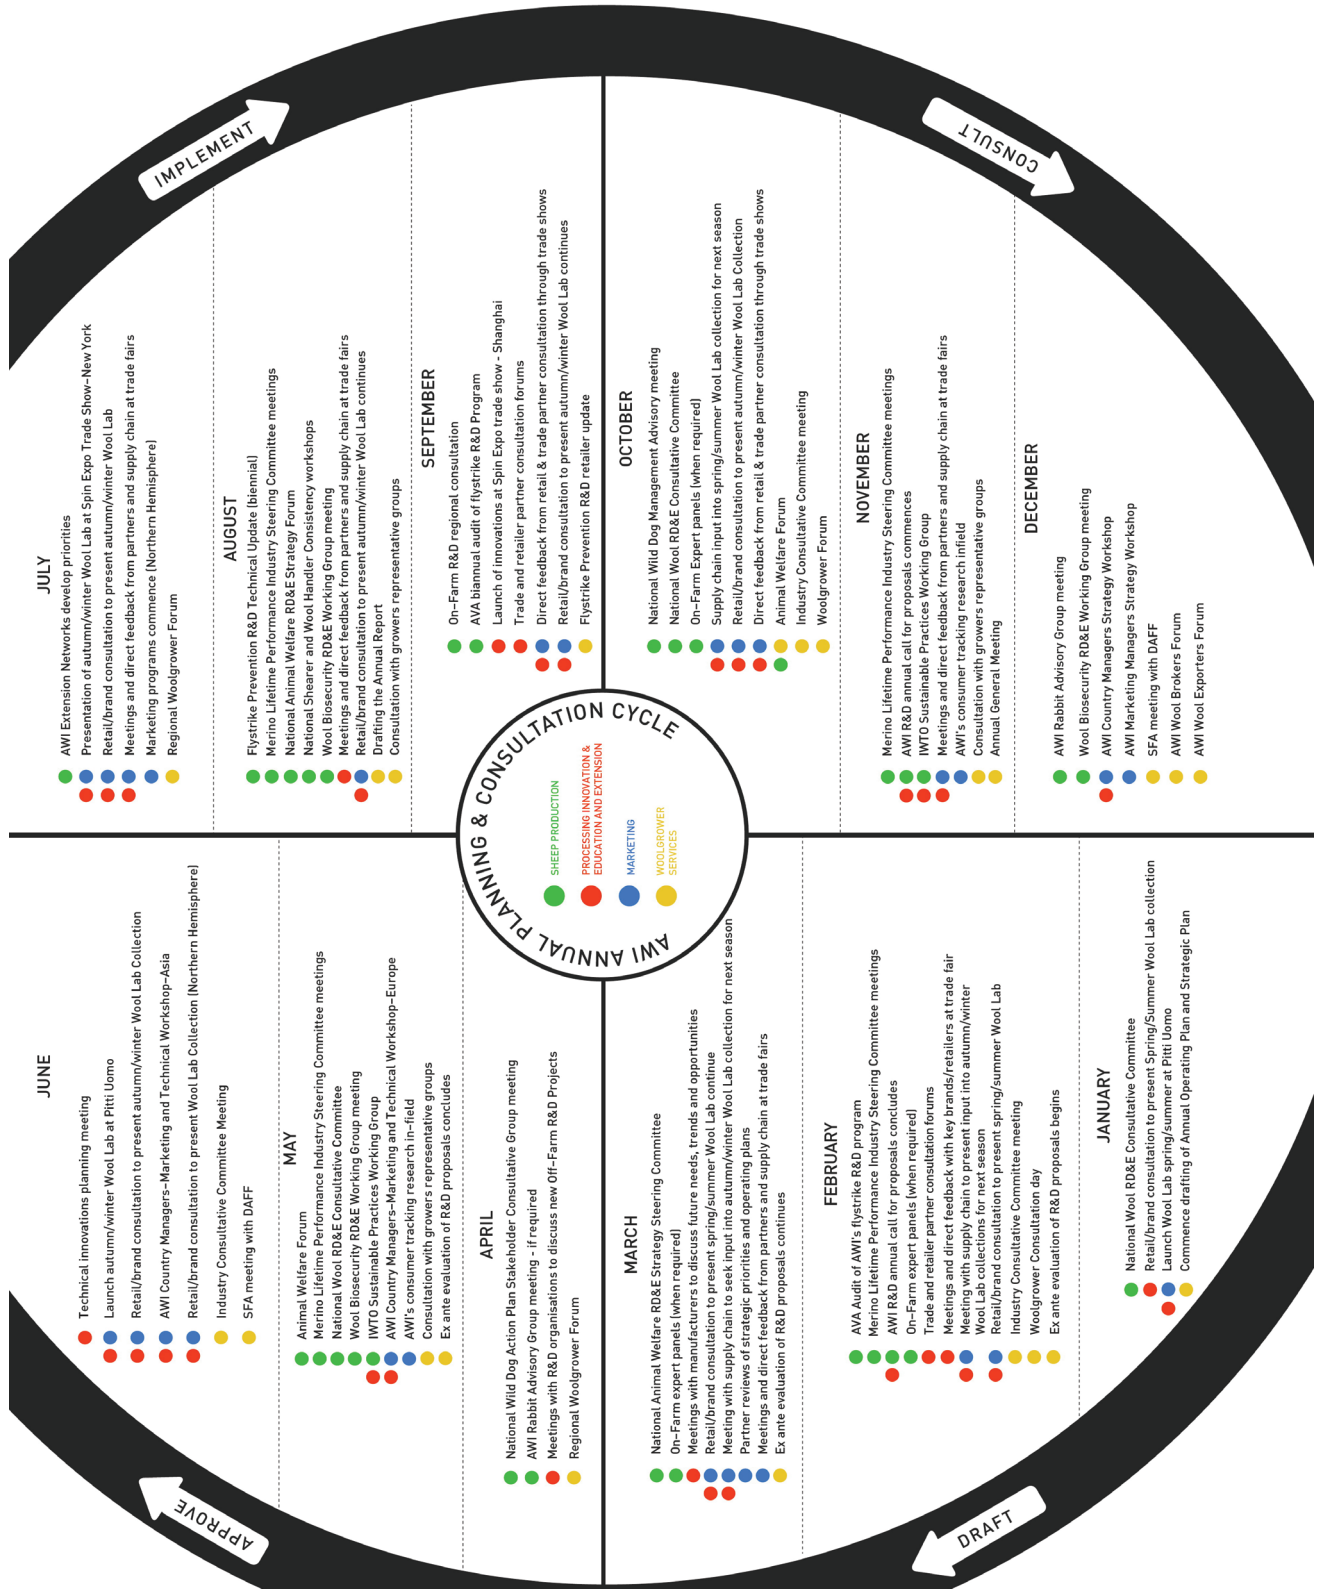 AWI ANNUAL PLANNING & CONSULTATION CYCLE
SHEEP PRODUCTION
PROCESSING INNOVATION &
EDUCATION AND EXTENSION
MARKETING
WOOLGROWER
SERVICES
IMPLEMENT
JULY
AWI Extension Networks develop priorities
Presentation of autumn/winter Wool Lab at Spin Expo Trade Show–New York
Retail/brand consultation to present autumn/winter Wool Lab
Meetings and direct feedback from partners and supply chain at trade fairs
Marketing programs commence (Northern Hemisphere)
Regional Woolgrower Forum
AUGUST
Flystrike Prevention R&D Technical Update (biennial)
Merino Lifetime Performance Industry Steering Committee meetings
National Animal Welfare RD&E Strategy Forum
National Shearer and Wool Handler Consistency workshops
Wool Biosecurity RD&E Working Group meeting
Meetings and direct feedback from partners and supply chain at trade fairs
Retail/brand consultation to present autumn/winter Wool Lab continues
Drafting the Annual Report
Consultation with growers representative groups
SEPTEMBER
On–Farm R&D regional consultation
AVA biannual audit of flystrike R&D Program
Launch of innovations at Spin Expo trade show - Shanghai
Trade and retailer partner consultation forums
Direct feedback from retail & trade partner consultation through trade shows
Retail/brand consultation to present autumn/winter Wool Lab continues
Flystrike Prevention R&D retailer update
CONSULT
OCTOBER
National Wild Dog Management Advisory meeting
National Wool RD&E Consultative Committee
On–Farm Expert panels (when required)
Supply chain input into spring/summer Wool Lab collection for next season
Retail/brand consultation to present autumn/winter Wool Lab Collection
Direct feedback from retail & trade partner consultation through trade shows
Animal Welfare Forum
Industry Consultative Committee meeting
Woolgrower Forum
NOVEMBER
Merino Lifetime Performance Industry Steering Committee meetings
AWI R&D annual call for proposals commences
IWTO Sustainable Practices Working Group
Meetings and direct feedback from partners and supply chain at trade fairs
AWI's consumer tracking research infield
Consultation with growers representative groups
Annual General Meeting
DECEMBER
AWI Rabbit Advisory Group meeting
Wool Biosecurity RD&E Working Group meeting
AWI Country Managers Strategy Workshop
AWI Marketing Managers Strategy Workshop
SFA meeting with DAFF
AWI Wool Brokers Forum
AWI Wool Exporters Forum
DRAFT
JANUARY
National Wool RD&E Consultative Committee
Retail/brand consultation to present Spring/Summer Wool Lab collection
Launch Wool Lab spring/summer at Pitti Uomo
Commence drafting of Annual Operating Plan and Strategic Plan
FEBRUARY
AVA Audit of AWI's flystrike R&D program
Merino Lifetime Performance Industry Steering Committee meetings
AWI R&D annual call for proposals concludes
On–Farm expert panels (when required)
Trade and retailer partner consultation forums
Meetings and direct feedback with key brands/retailers at trade fair
Meeting with supply chain to present input into autumn/winter
Wool Lab collections for next season
Retail/brand consultation to present spring/summer Wool Lab
Industry Consultative Committee meeting
Woolgrower Consultation day
Ex ante evaluation of R&D proposals begins
MARCH
National Animal Welfare RD&E Strategy Steering Committee
On–Farm expert panels (when required)
Meetings with manufacturers to discuss future needs, trends and opportunities
Retail/brand consultation to present spring/summer Wool Lab continue
Meeting with supply chain to seek input into autumn/winter Wool Lab collection for next season
Partner reviews of strategic priorities and operating plans
Meetings and direct feedback from partners and supply chain at trade fairs
Ex ante evaluation of R&D proposals continues
APPROVE
APRIL
National Wild Dog Action Plan Stakeholder Consultative Group meeting
AWI Rabbit Advisory Group meeting - if required
Meetings with R&D organisations to discuss new Off–Farm R&D Projects
Regional Woolgrower Forum
MAY
Animal Welfare Forum
Merino Lifetime Performance Industry Steering Committee meetings
National Wool RD&E Consultative Committee
Wool Biosecurity RD&E Working Group meeting
IWTO Sustainable Practices Working Group
AWI Country Managers–Marketing and Technical Workshop–Europe
AWI's consumer tracking research in-field
Consultation with growers representative groups
Ex ante evaluation of R&D proposals concludes
JUNE
Technical innovations planning meeting
Launch autumn/winter Wool Lab at Pitti Uomo
Retail/brand consultation to present autumn/winter Wool Lab Collection
AWI Country Managers–Marketing and Technical Workshop–Asia
Retail/brand consultation to present Wool Lab Collection (Northern Hemisphere)
Industry Consultative Committee Meeting
SFA meeting with DAFF